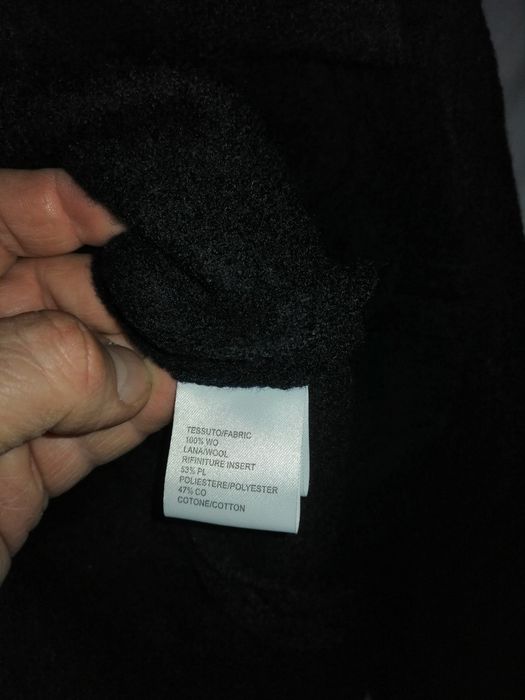 TESSUTO/FABRIC
100% WO
LANA/WOOL
RIFINITURE INSERT
53% PL
POLIESTERE/POLYESTER
47% CO
COTONE/COTTON